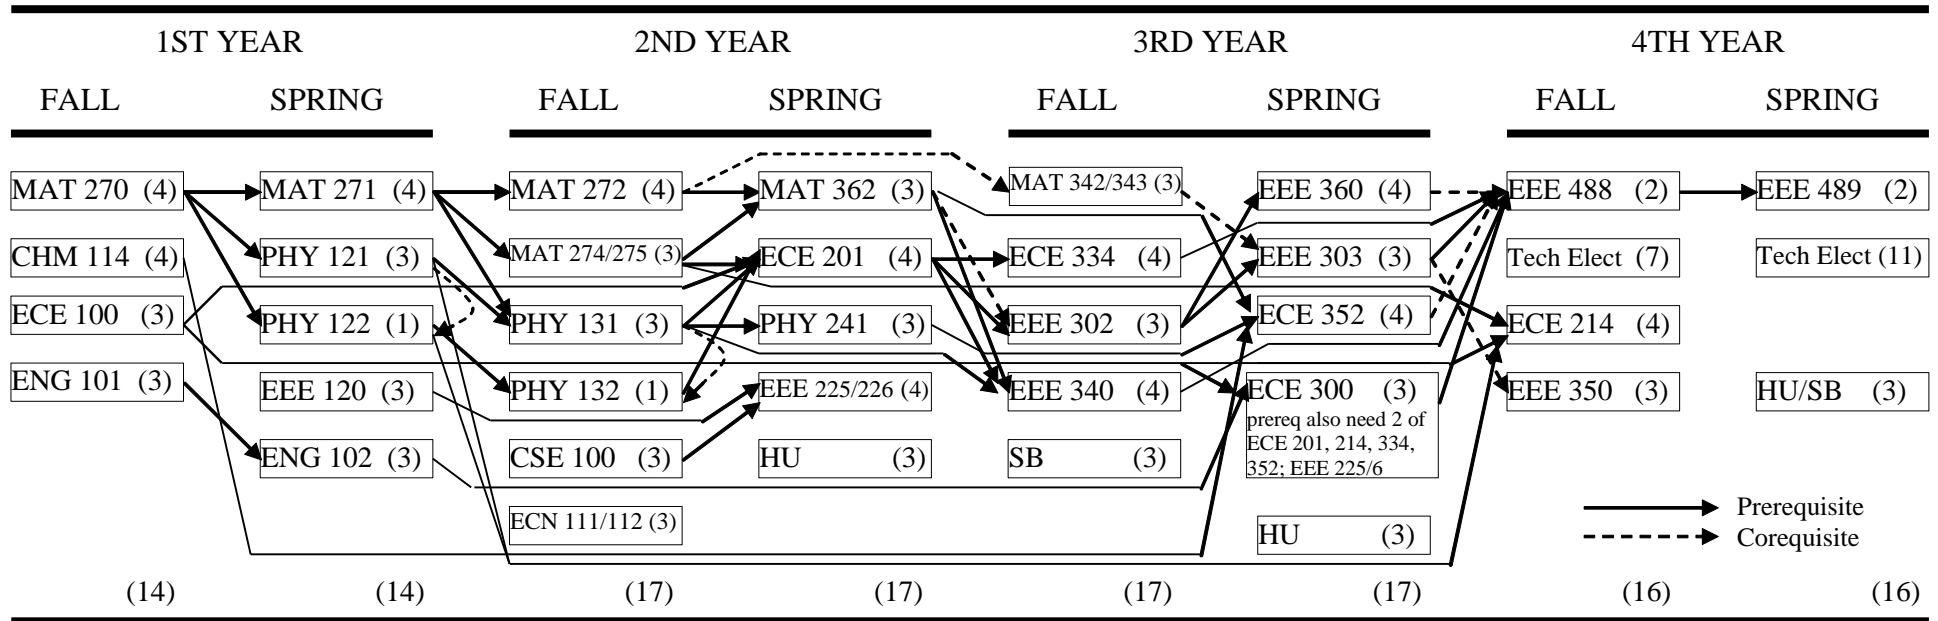 1ST YEAR 2ND YEAR 3RD YEAR 4TH YEAR
FALL SPRING FALL SPRING FALL SPRING FALL SPRING
MAT 270 (4) MAT 271 (4) MAT 272 (4) MAT 362 (3) MAT 342/343 (3) EEE 360 (4) EEE 488 (2) EEE 489 (2)
CHM 114 (4) PHY 121 (3) MAT 274/275 (3) ECE 201 (4) ECE 334 (4) EEE 303 (3) Tech Elect (7) Tech Elect (11)
ECE 100 (3) PHY 122 (1) PHY 131 (3) PHY 241 (3) EEE 302 (3) ECE 352 (4) ECE 214 (4)
ENG 101 (3) EEE 120 (3) PHY 132 (1) EEE 225/226 (4) EEE 340 (4) ECE 300 (3) EEE 350 (3) HU/SB (3)
prereq also need 2 of
ECE 201, 214, 334,
352; EEE 225/6
ENG 102 (3) CSE 100 (3) HU (3) SB (3)
ECN 111/112 (3) HU (3)
Prerequisite
Corequisite
(14) (14) (17) (17) (17) (17) (16) (16)